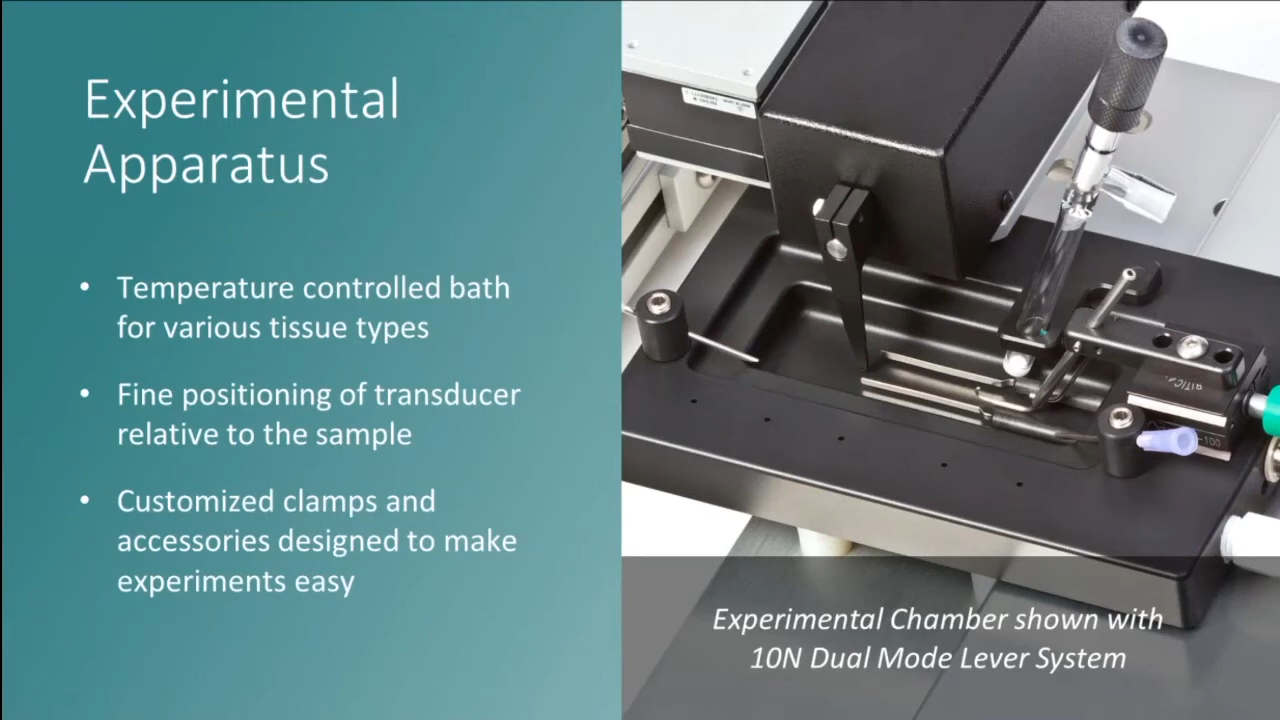 Experimental
Apparatus
• Temperature controlled bath
for various tissue types
• Fine positioning of transducer
relative to the sample
• Customized clamps and
accessories designed to make
experiments easy
-100
Experimental Chamber shown with
10N Dual Mode Lever System